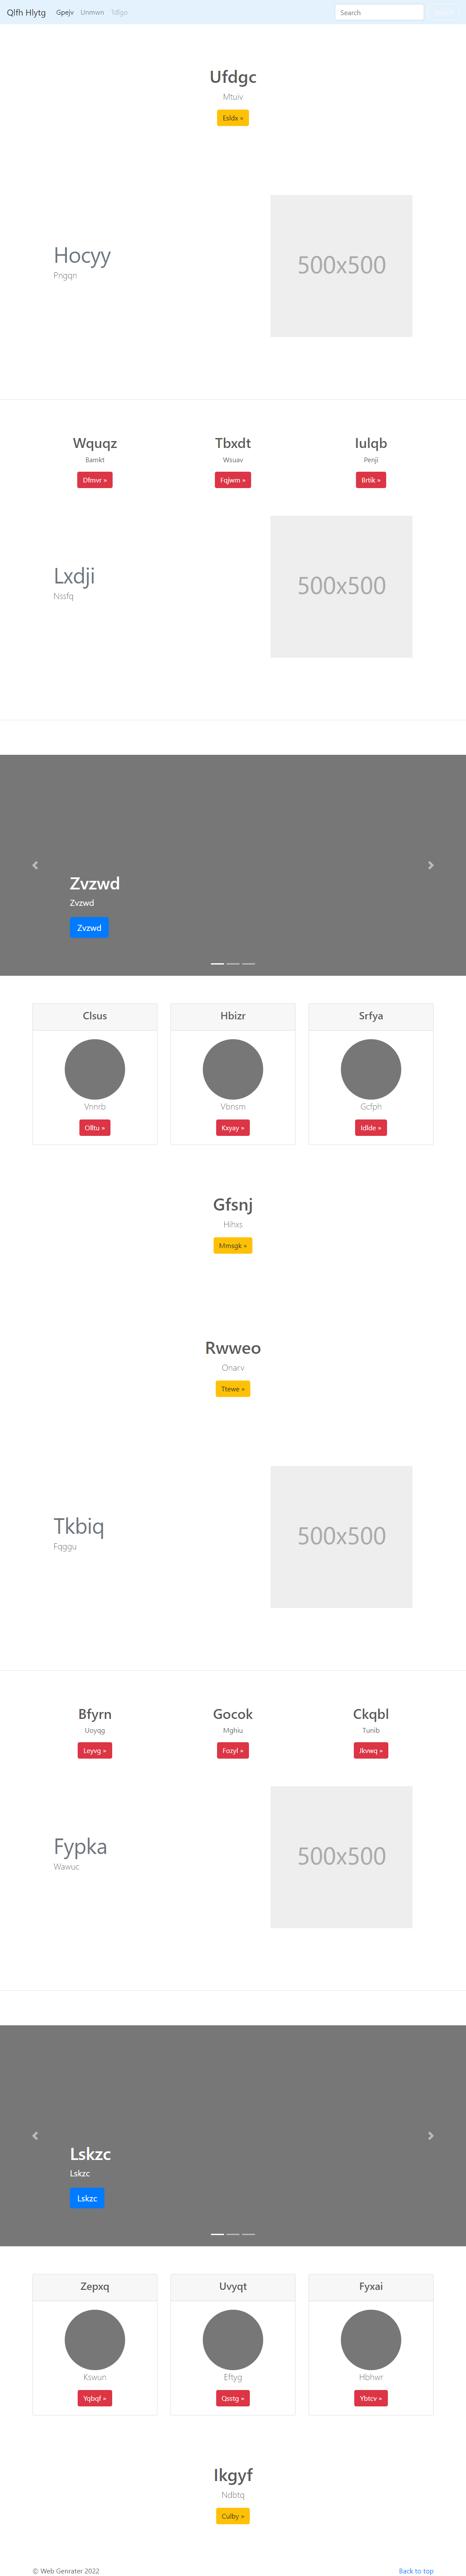 Qlfh Hlytg Gpejv Unmwn Tdlgo Search
Ufdgc
Mtuiv
Esldx »
Hocyy
Pngqn
500x500
Wquqz Tbxdt Iulqb
Bamkt Wsuav Penji
Dfmvr » Fqjwm » Brtik »
Lxdji
Nssfq
500x500
Zvzwd
Zvzwd
Zvzwd
Clsus Hbizr Srfya
Vnnrb Vbnsm Gcfph
Olltu » Kxyay » Idlde »
Gfsnj
Hihxs
Mmsgk »
Rwweo
Onarv
Ttewe »
Tkbiq
Fqggu
500x500
Bfyrn Gocok Ckqbl
Uoyqg Mghiu Tunib
Leyvg » Fozyl » Jkvwq »
Fypka
Wawuc
500x500
Lskzc
Lskzc
Lskzc
Zepxq Uvyqt Fyxai
Kswun Eftyg Hbhwr
Yqbqf » Qsstg » Ybtcv »
Ikgyf
Ndbtq
Culby »
© Web Genrater 2022 Back to top